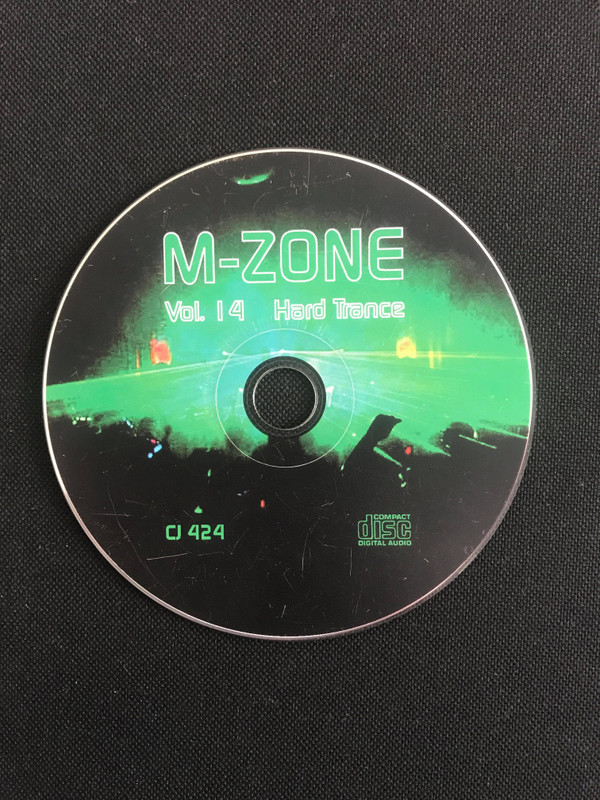 M-ZONE
Vol. 14 Hard Trance
CJ 424
COMPACT
disc
DIGITAL AUDIO